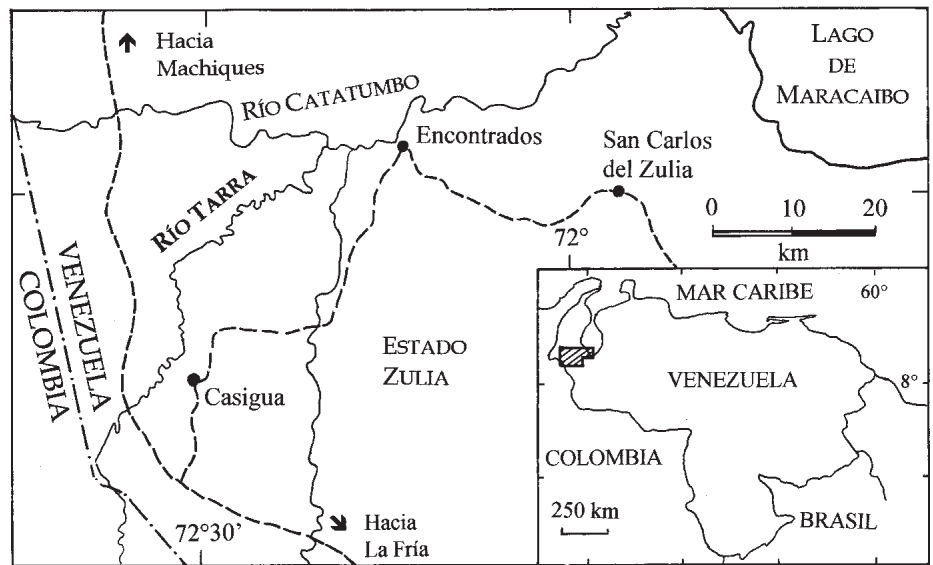 Hacia
Machiques
RÍO CATATUMBO
LAGO
DE
MARACAIBO
Encontrados
San Carlos
del Zulia
RÍO TARRA
0 10 20
km
72°
VENEZUELA
COLOMBIA
ESTADO
ZULIA
Casigua
72°30'
Hacia
La Fría
MAR CARIBE
60°
VENEZUELA
8°
COLOMBIA
250 km
BRASIL